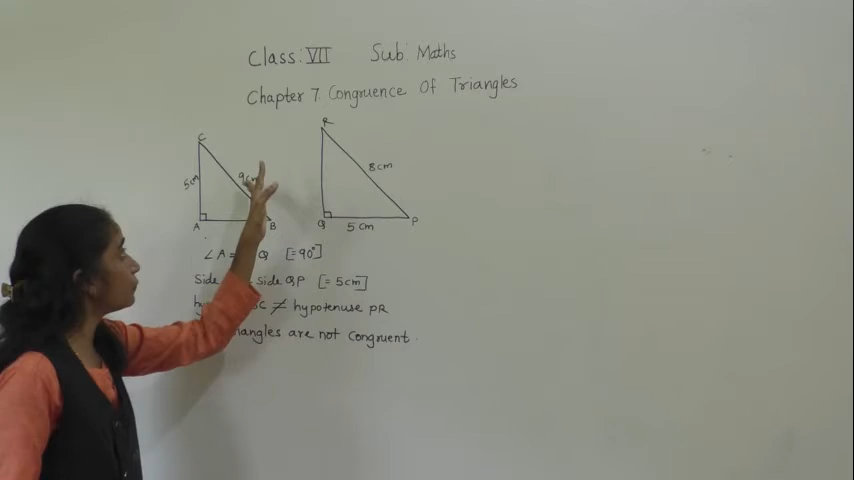 Class: VII Sub: Maths
Chapter 7. Congruence Of Triangles
C
R
5cm
9cm
8cm
A
B
Q
5 cm
P
∠A = Q [= 90°]
Side side QP [= 5cm]
≠ hypotenuse PR
are not congruent.